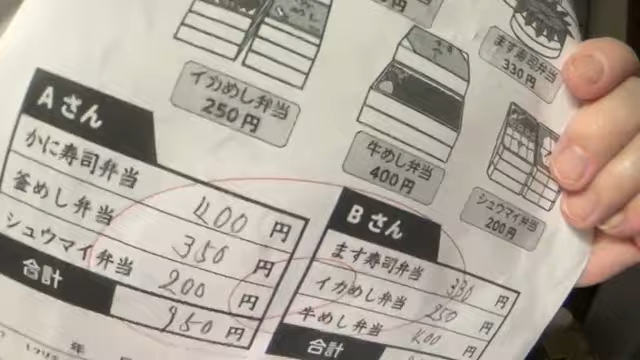 円
ます寿司弁当
330円
イカめし弁当
250円
牛めし弁当
400円
シュウマイ弁当
200円
Aさん
かに寿司弁当 400円
釜めし弁当 350円
シュウマイ弁当 200円
合計 950円
Bさん
ます寿司弁当 330円
イカめし弁当 250円
牛めし弁当 400円
合計
年